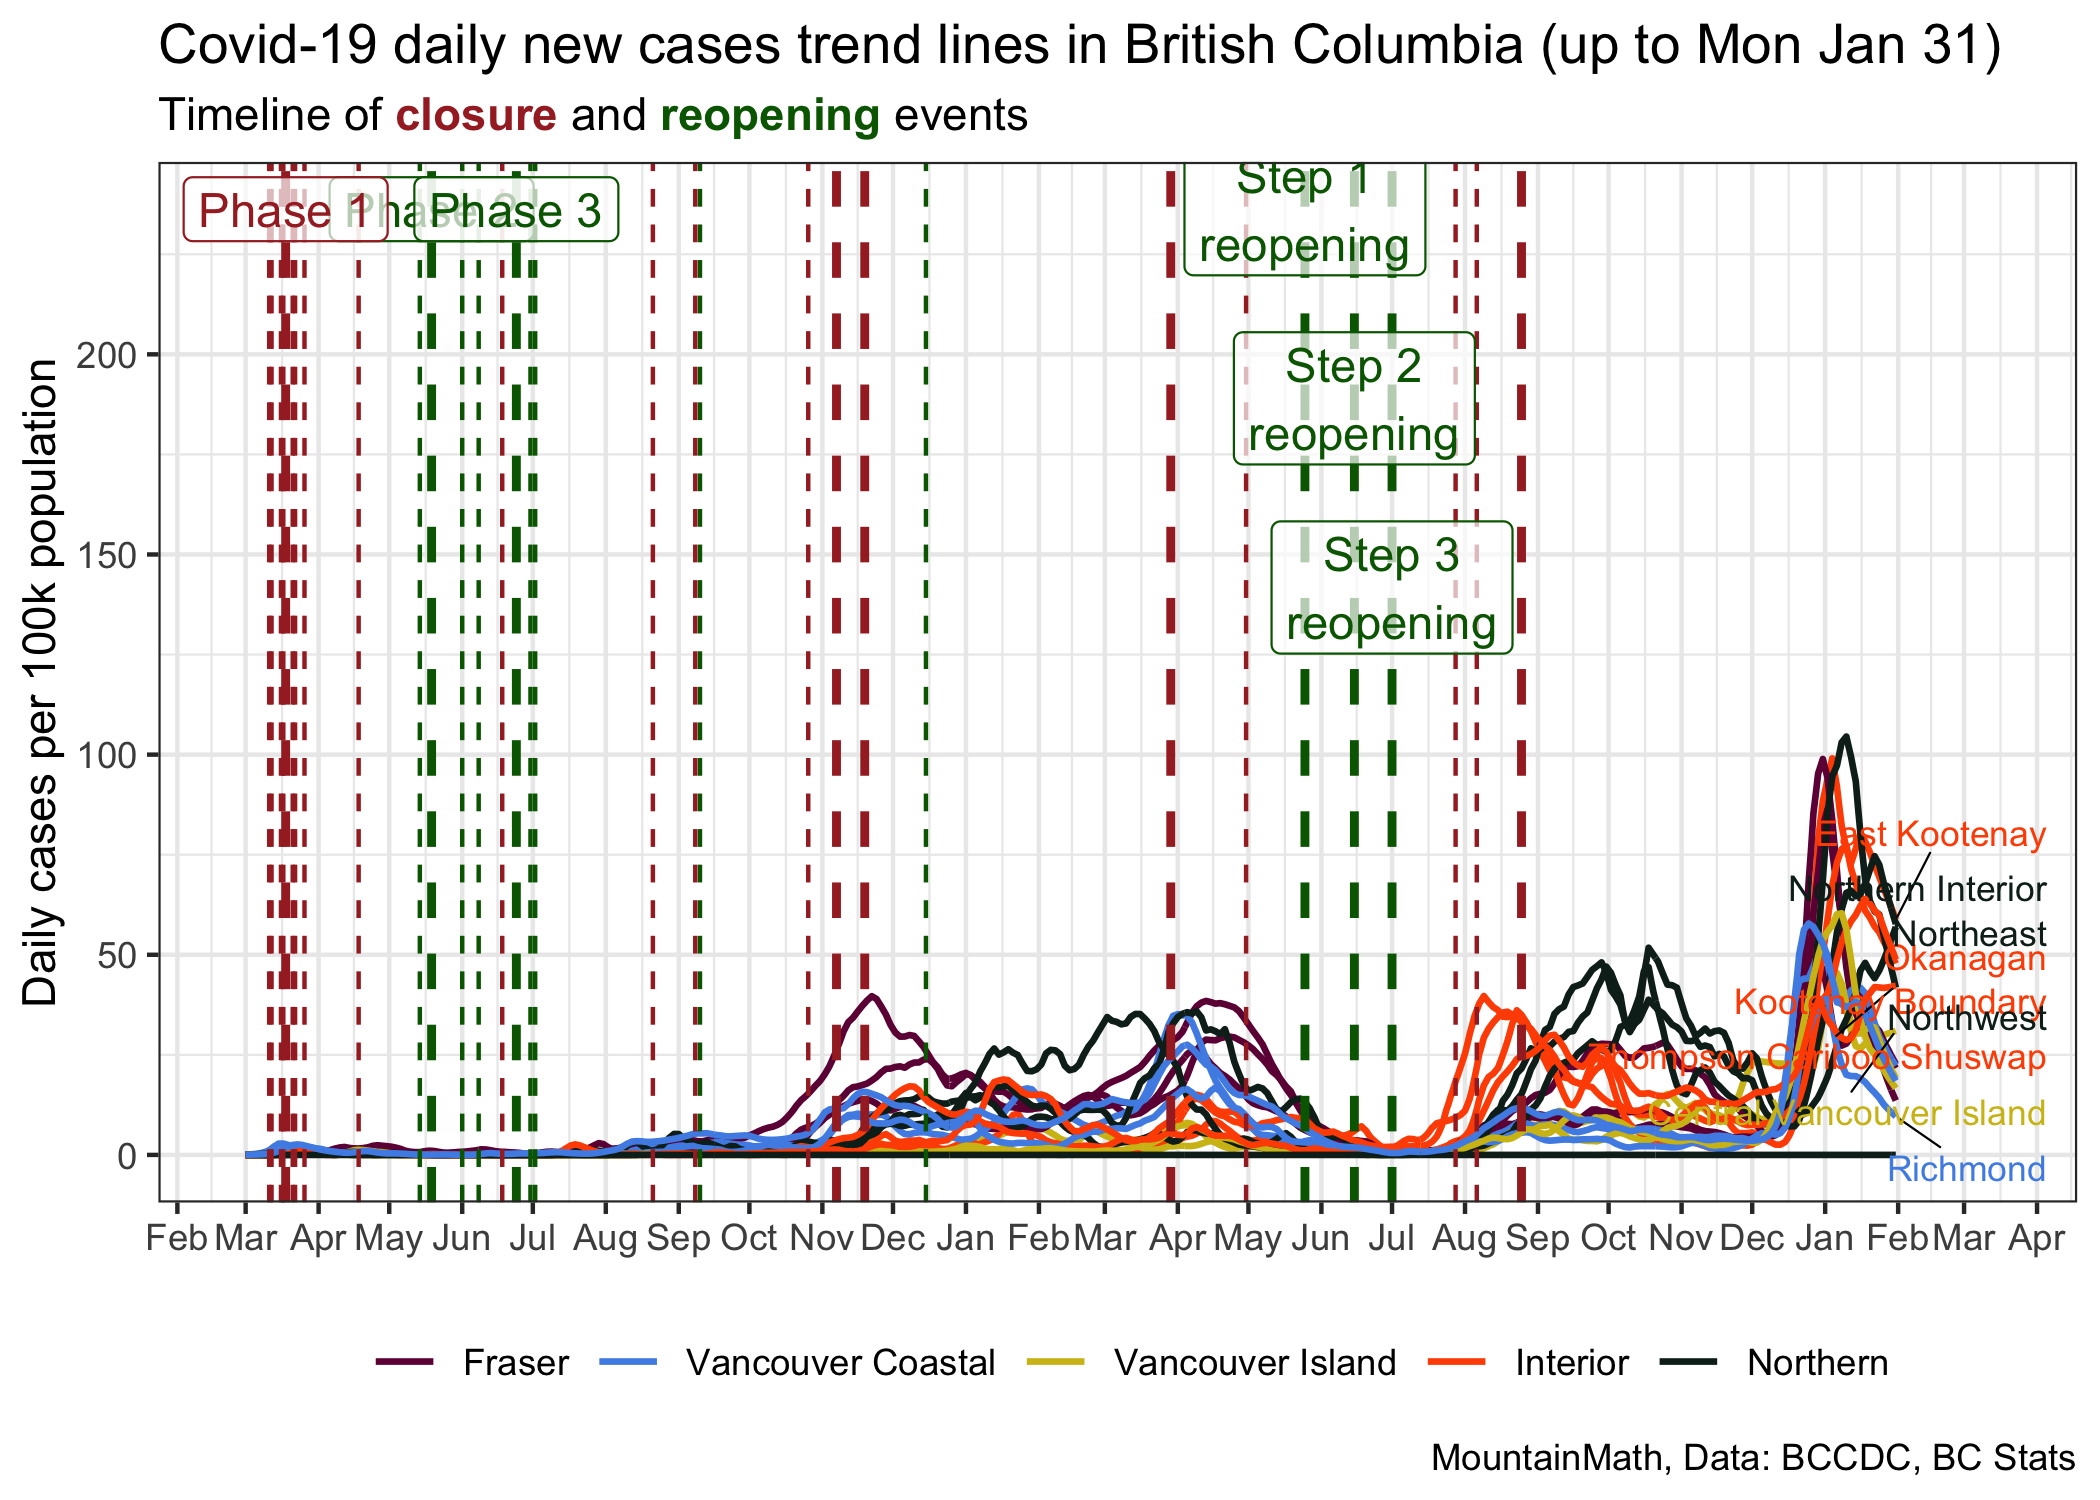 Covid-19 daily new cases trend lines in British Columbia (up to Mon Jan 31)
Timeline of closure and reopening events
Daily cases per 100k population
Phase 1
Phase 2
Phase 3
Step 1
reopening
Step 2
reopening
Step 3
reopening
200
150
100
50
0
East Kootenay
Northern Interior
Northeast
Okanagan
Kootenay Boundary
Northwest
Thompson Cariboo Shuswap
Central Vancouver Island
Richmond
Feb Mar Apr May Jun Jul Aug Sep Oct Nov Dec Jan Feb Mar Apr May Jun Jul Aug Sep Oct Nov Dec Jan Feb Mar Apr
Fraser Vancouver Coastal Vancouver Island Interior Northern
MountainMath, Data: BCCDC, BC Stats